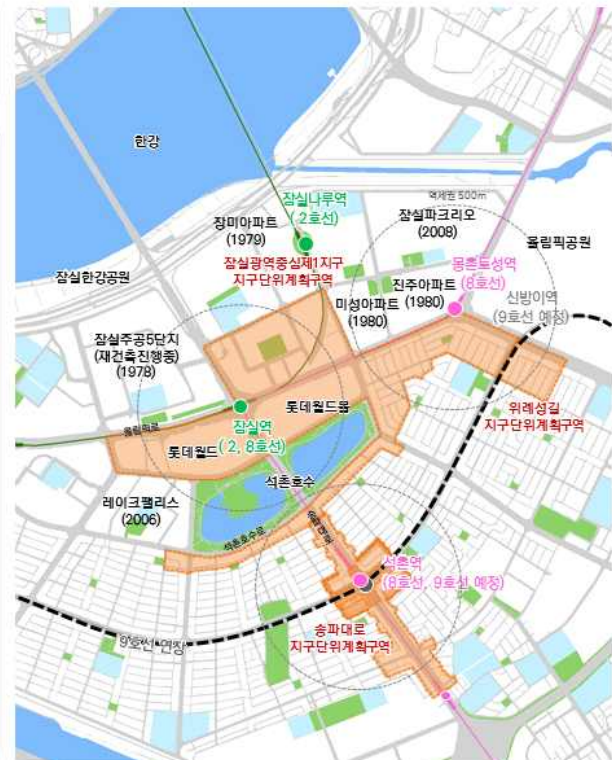 한강
잠실나루역
( 2호선)
장미아파트
(1979)
역세권 500m
잠실파크리오
(2008)
올림픽공원
잠실광역중심제1지구
지구단위계획구역
몽촌토성역
(8호선)
잠실한강공원
진주아파트
(1980)
미성아파트
(1980)
신방이역
(9호선 예정)
잠실주공5단지
(재건축진행중)
(1978)
롯데월드몰
위례성길
지구단위계획구역
올림픽로
잠실역
( 2, 8호선)
롯데월드
석촌호수
레이크팰리스
(2006)
송파대로
석촌호수로
석촌역
(8호선, 9호선 예정)
송파대로
지구단위계획구역
9호선 연장